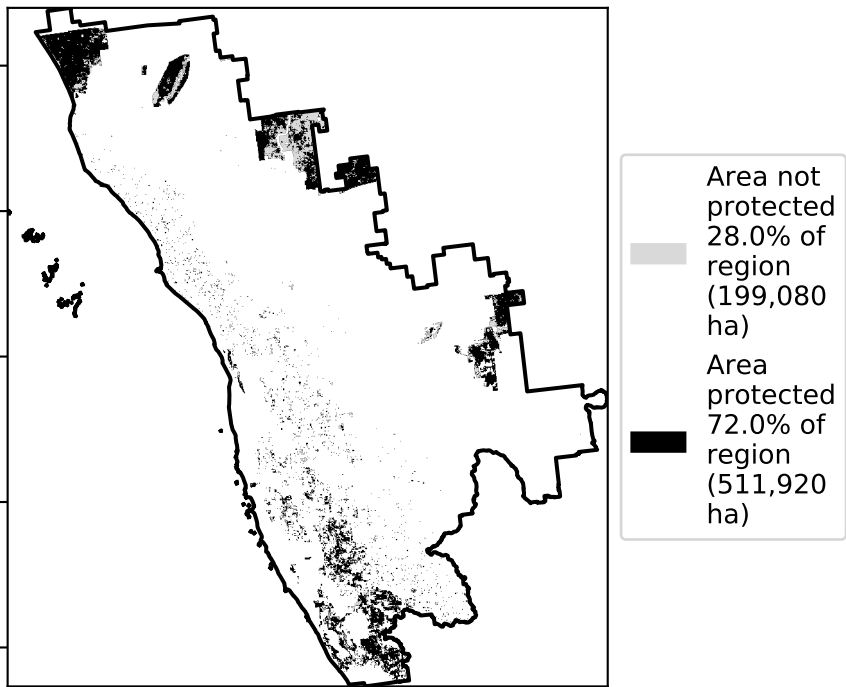 Area not
protected
28.0% of
region
(199,080
ha)
Area
protected
72.0% of
region
(511,920
ha)